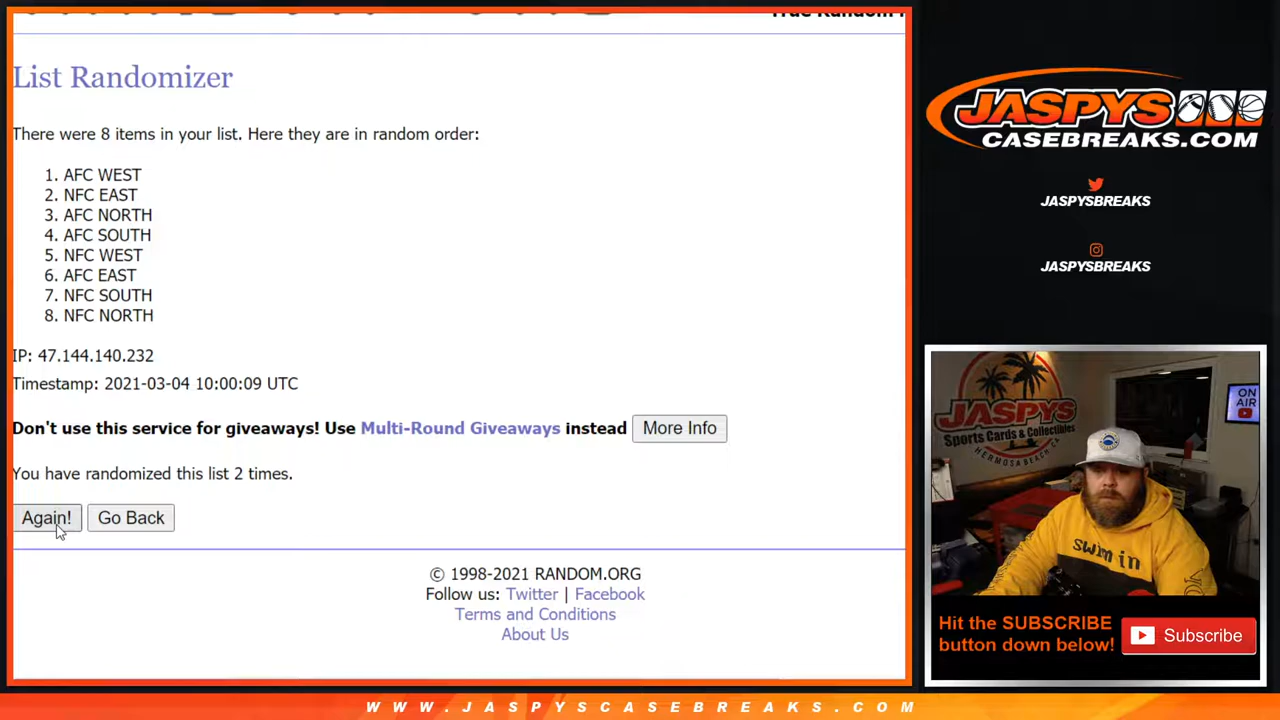 List Randomizer
There were 8 items in your list. Here they are in random order:
1. AFC WEST
2. NFC EAST
3. AFC NORTH
4. AFC SOUTH
5. NFC WEST
6. AFC EAST
7. NFC SOUTH
8. NFC NORTH
IP: 47.144.140.232
Timestamp: 2021-03-04 10:00:09 UTC
Don't use this service for giveaways! Use Multi-Round Giveaways instead More Info
You have randomized this list 2 times.
Again! Go Back
© 1998-2021 RANDOM.ORG
Follow us: Twitter | Facebook
Terms and Conditions
About Us
JASPYS
CASEBREAKS.COM
JASPYSBREAKS
JASPYSBREAKS
JASPYS
Sports Cards & Collectibles
HERMOSA BEACH, CA
ON
AIR
swim in
Hit the SUBSCRIBE
button down below!
Subscribe
WWW.JASPYSCASEBREAKS.COM